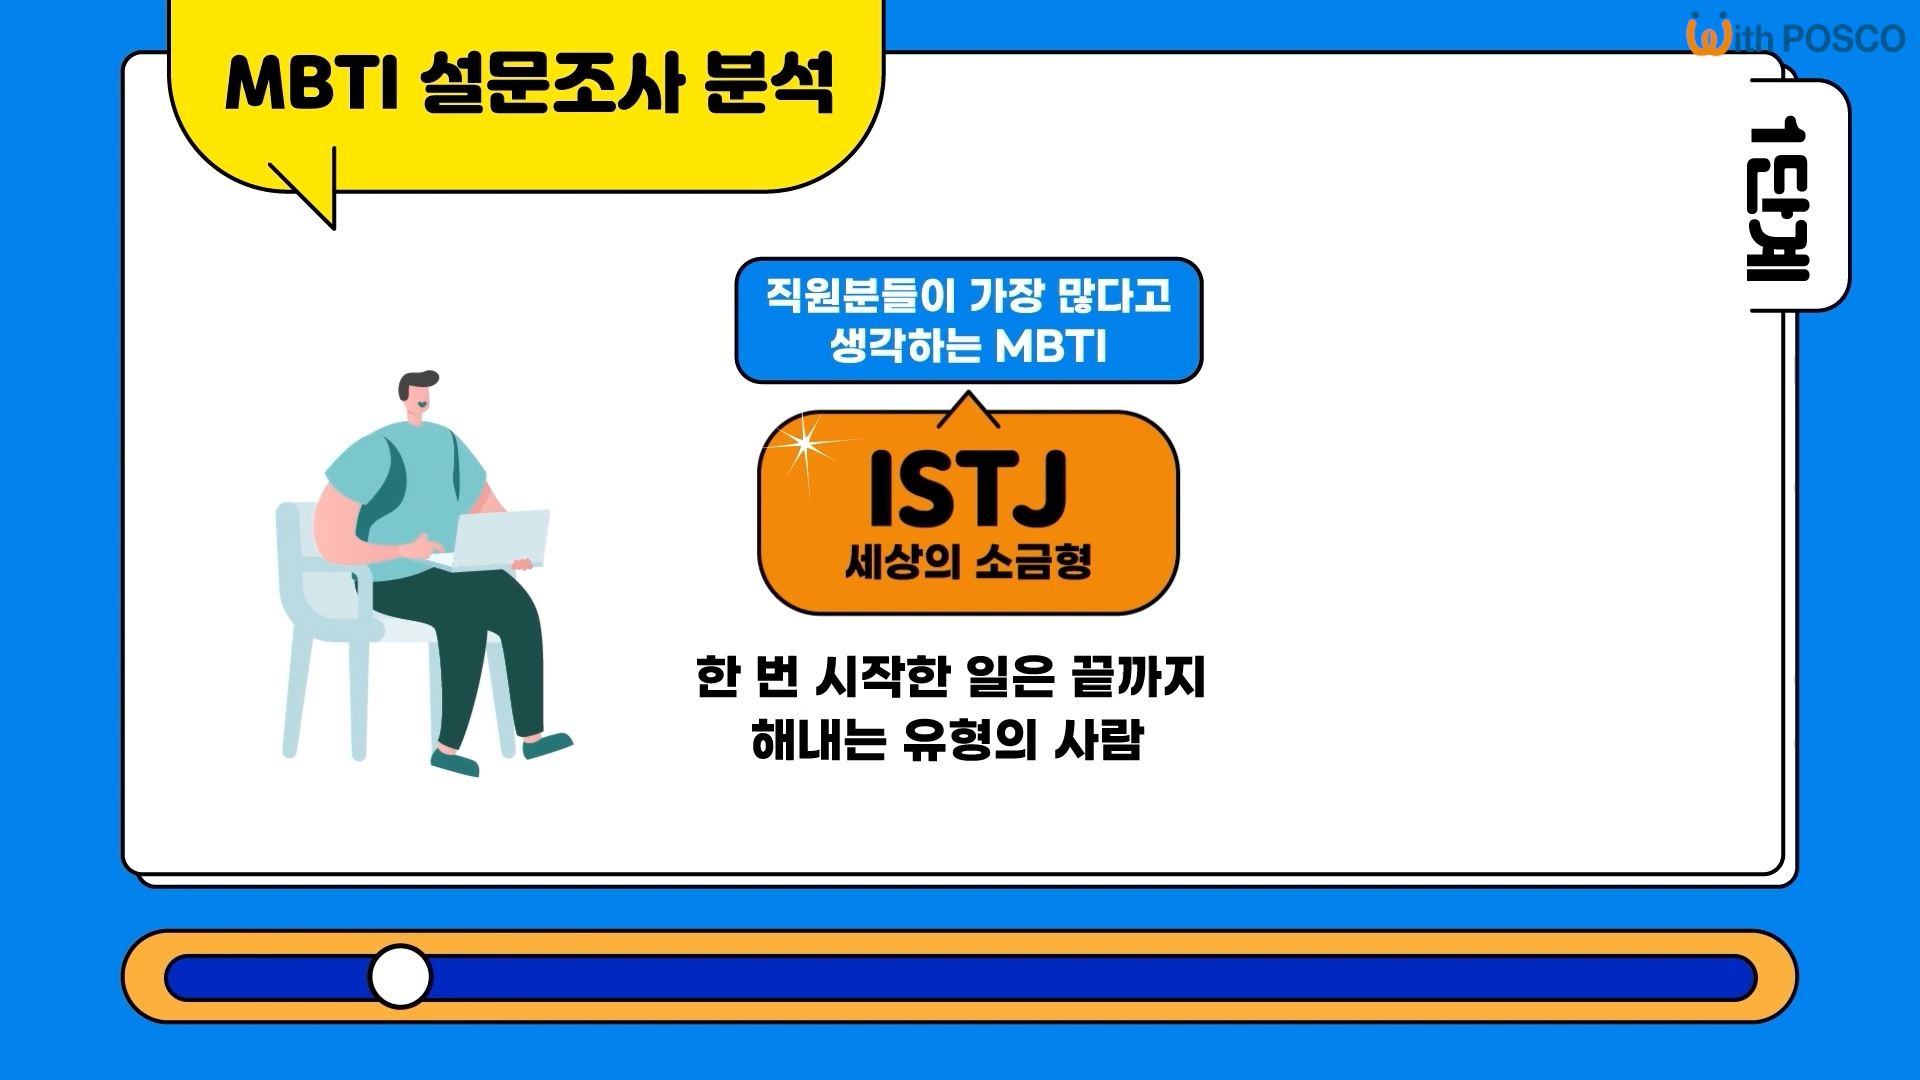 MBTI 설문조사 분석
With POSCO
1단계
직원분들이 가장 많다고
생각하는 MBTI
ISTJ
세상의 소금형
한 번 시작한 일은 끝까지
해내는 유형의 사람